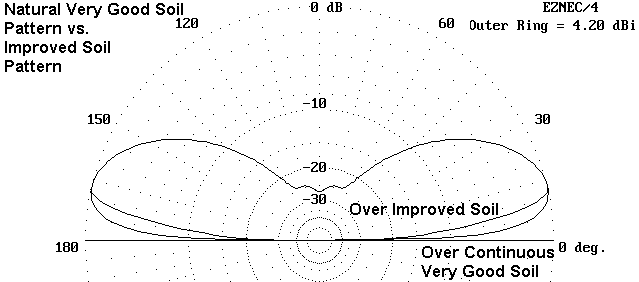 Natural Very Good Soil
Pattern vs.
Improved Soil
Pattern
0 dB
EZNEC/4
Outer Ring = 4.20 dBi
120
60
-10
150
30
-20
-30
Over Improved Soil
180
0 deg.
Over Continuous
Very Good Soil